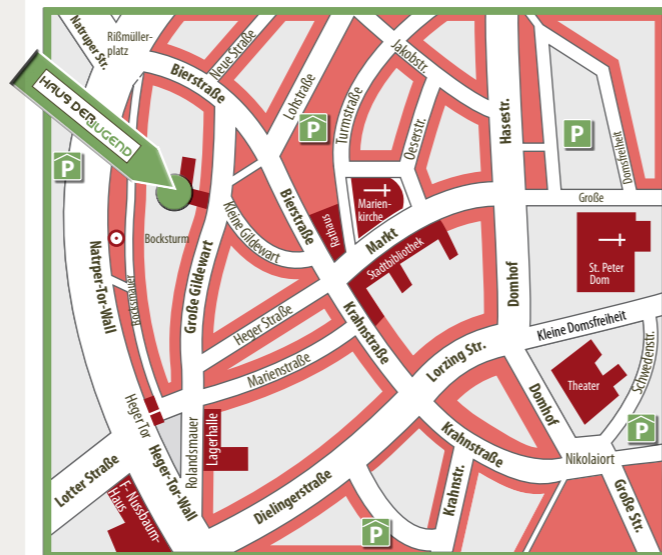 Natruper Str.
Rißmüller-
platz
Neue Straße
Bierstraße
Lohstraße
Jakobstr.
Turmstraße
Oeserstr.
Hasestr.
P
P
Domsfreiheit
HAUS DER JUGEND
P
Große
Marien-
kirche
Rathaus
Bierstraße
Kleine Gildewart
Bocksturm
Markt
Stadtbibliothek
St. Peter
Dom
Natrper-Tor-Wall
Bocksmauer
Große Gildewart
Domhof
Heger Straße
Krahnstraße
Kleine Domsfreiheit
Lorzing Str.
Marienstraße
Schwedenstr.
Theater
Domhof
Heger Tor
Heger-Tor-Wall
Rolandsmauer
Lagerhalle
Krahnstraße
P
Nikolaiort
Lotter Straße
F.-Nussbaum-
Haus
Dielingerstraße
Krahnstr.
Große Str.
P